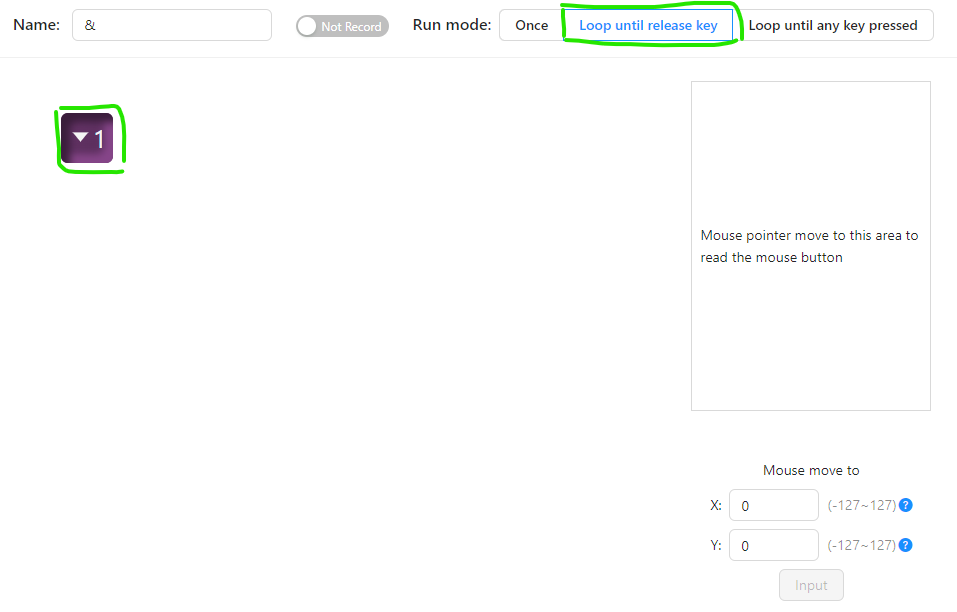 Name: & Not Record Run mode: Once Loop until release key Loop until any key pressed
1
Mouse pointer move to this area to
read the mouse button
Mouse move to
X: 0 (-127~127) ?
Y: 0 (-127~127) ?
Input